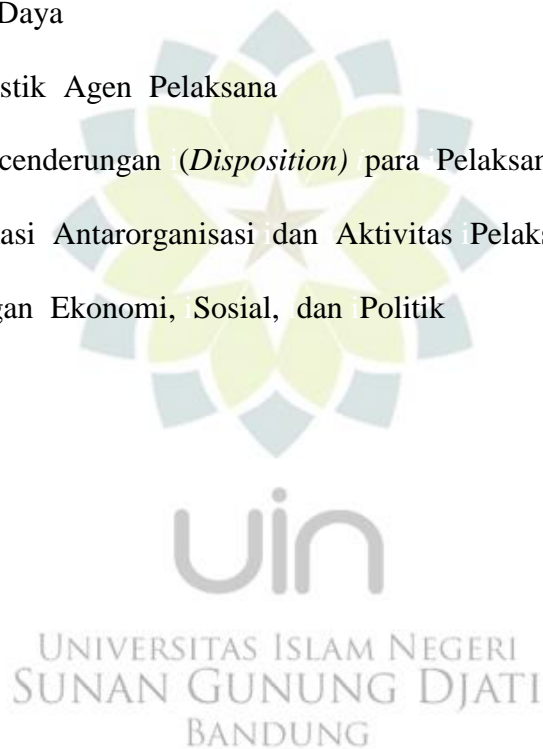 Daya
stik Agen Pelaksana
cenderungan (Disposition) para Pelaksan
asi Antarorganisasi dan Aktivitas Pelaks
gan Ekonomi, Sosial, dan Politik
uin
UNIVERSITAS ISLAM NEGERI
SUNAN GUNUNG DJATI
BANDUNG